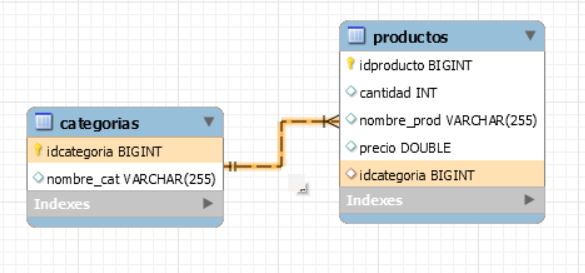 categorias
idcategoria BIGINT
nombre_cat VARCHAR(255)
Indexes
productos
idproducto BIGINT
cantidad INT
nombre_prod VARCHAR(255)
precio DOUBLE
idcategoria BIGINT
Indexes